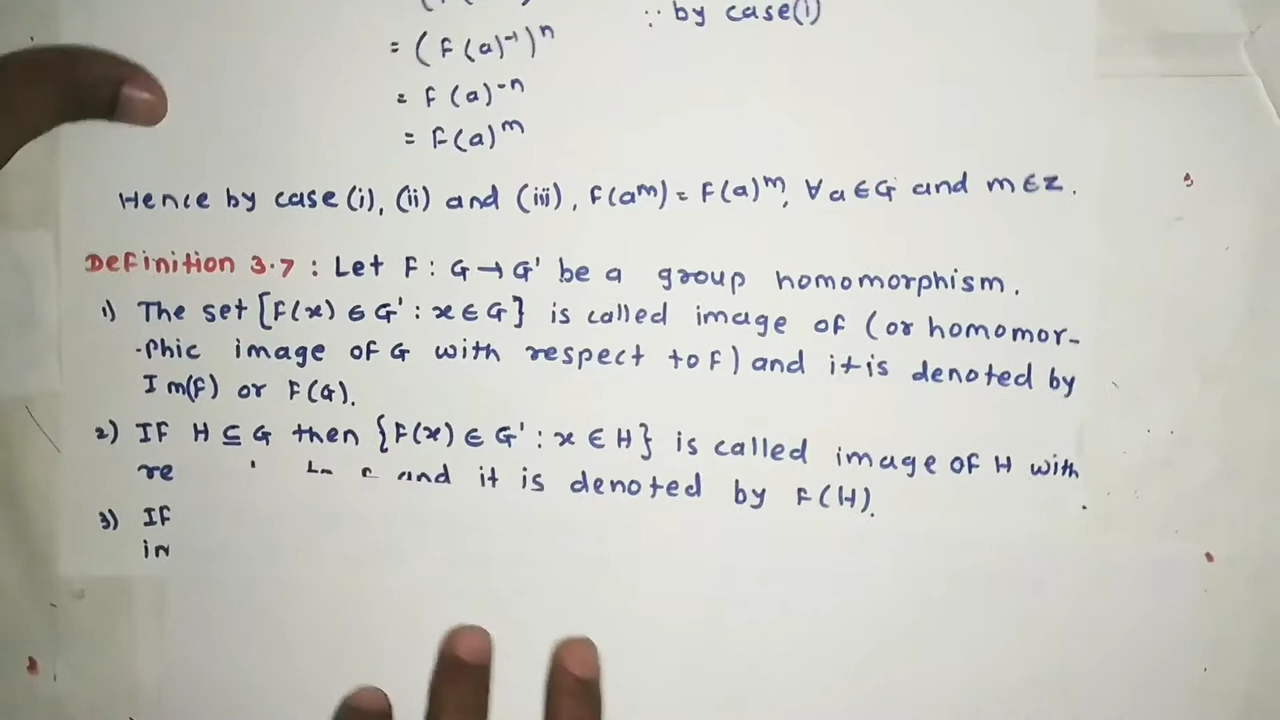 ∵ by case(i)
= (F(a)⁻¹)ⁿ
= F(a)⁻ⁿ
= F(a)ᵐ
Hence by case (i), (ii) and (iii), F(aᵐ) = F(a)ᵐ, ∀ a ∈ G and m ∈ Z.
Definition 3.7 : Let F : G → G' be a group homomorphism.
1) The set {F(x) ∈ G' : x ∈ G} is called image of (or homomor-
-phic image of G with respect to F) and it is denoted by
Im(F) or F(G).
2) IF H ⊆ G then {F(x) ∈ G' : x ∈ H} is called image of H with
re and it is denoted by F(H).
3) IF
in